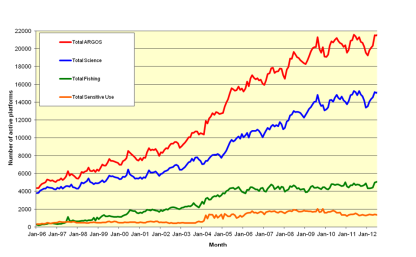 22000
20000
18000
16000
14000
12000
10000
8000
6000
4000
2000
0
Number of active platforms
Total ARGOS
Total Science
Total Fishing
Total Sensitive Use
Jan-96 Jan-97 Jan-98 Jan-99 Jan-00 Jan-01 Jan-02 Jan-03 Jan-04 Jan-05 Jan-06 Jan-07 Jan-08 Jan-09 Jan-10 Jan-11 Jan-12
Month